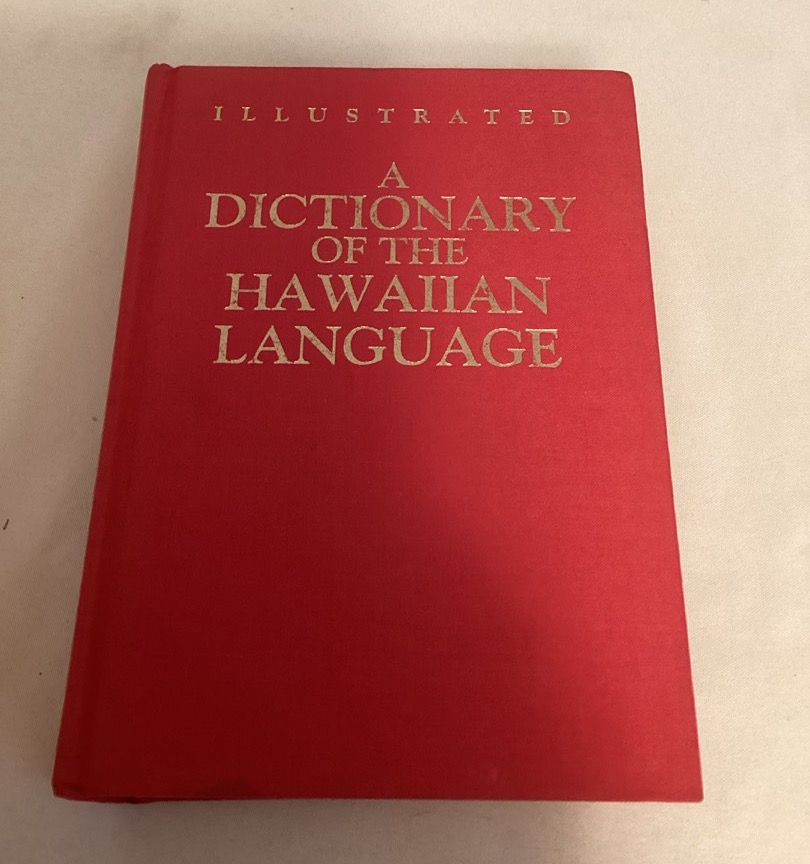 ILLUSTRATED
A
DICTIONARY
OF THE
HAWAIIAN
LANGUAGE